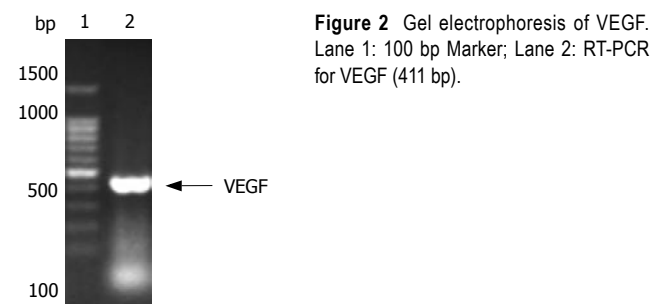 bp 1 2
1500
1000
500
100
VEGF
Figure 2 Gel electrophoresis of VEGF.
Lane 1: 100 bp Marker; Lane 2: RT-PCR
for VEGF (411 bp).